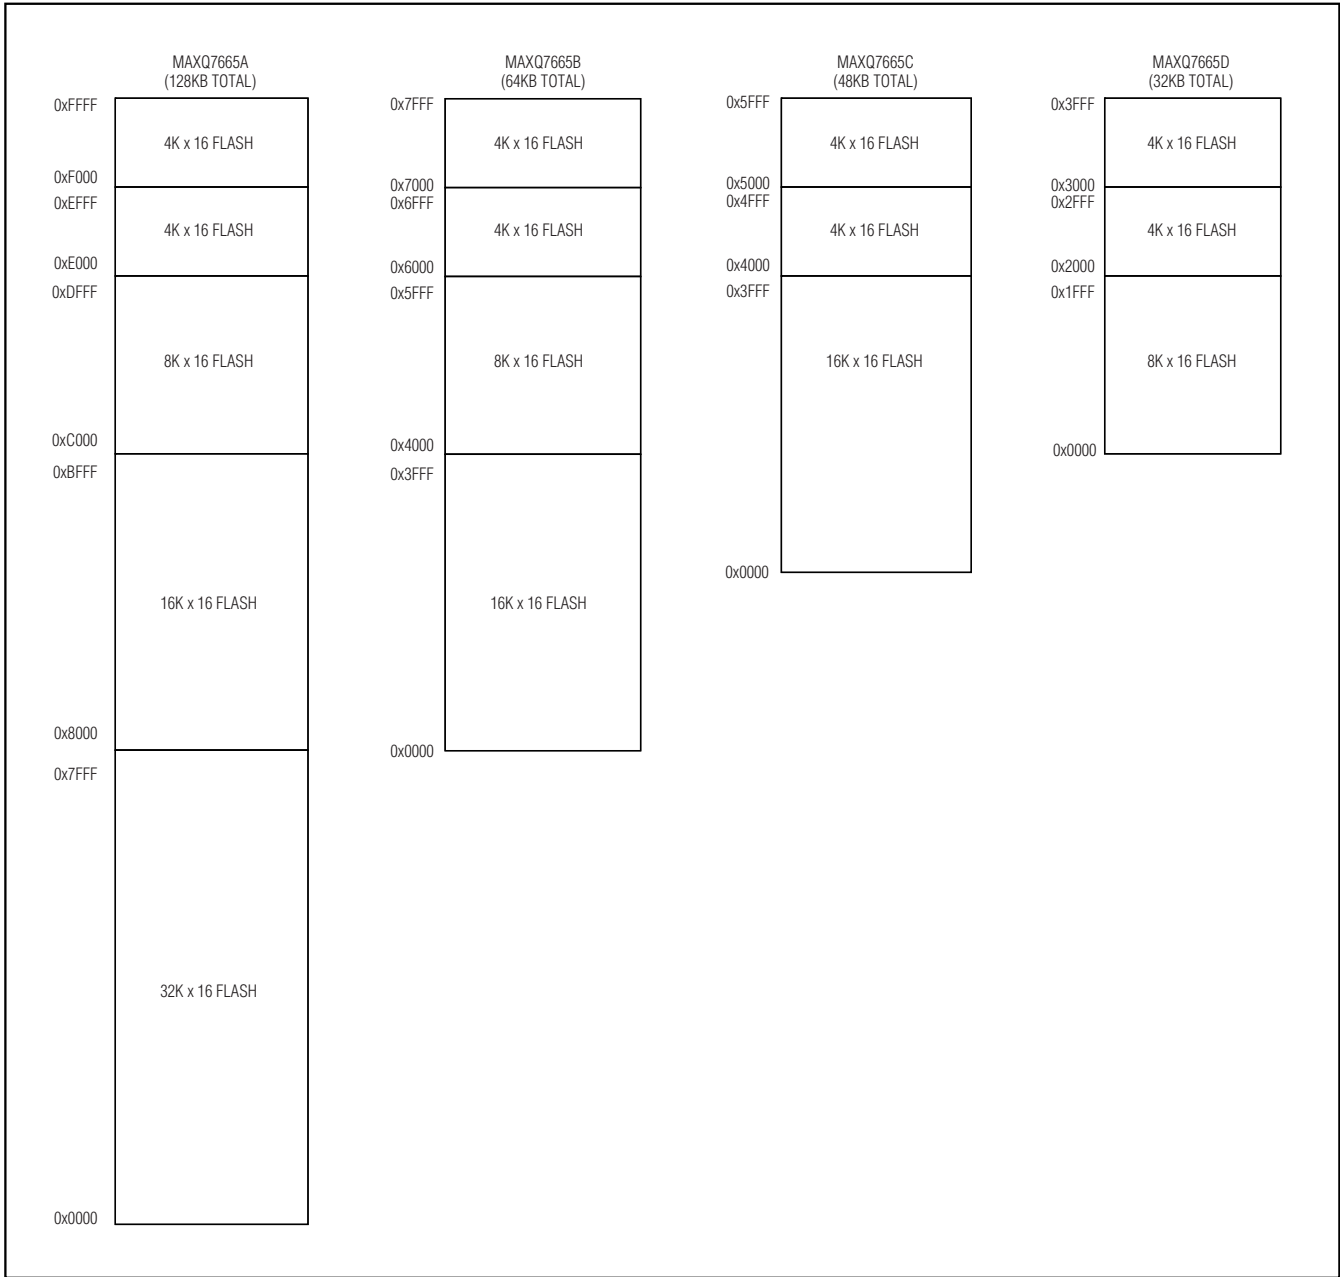 MAXQ7665A
(128KB TOTAL)
0xFFFF
4K x 16 FLASH
0xF000
0xEFFF
4K x 16 FLASH
0xE000
0xDFFF
8K x 16 FLASH
0xC000
0xBFFF
16K x 16 FLASH
0x8000
0x7FFF
32K x 16 FLASH
0x0000
MAXQ7665B
(64KB TOTAL)
0x7FFF
4K x 16 FLASH
0x7000
0x6FFF
4K x 16 FLASH
0x6000
0x5FFF
8K x 16 FLASH
0x4000
0x3FFF
16K x 16 FLASH
0x0000
MAXQ7665C
(48KB TOTAL)
0x5FFF
4K x 16 FLASH
0x5000
0x4FFF
4K x 16 FLASH
0x4000
0x3FFF
16K x 16 FLASH
0x0000
MAXQ7665D
(32KB TOTAL)
0x3FFF
4K x 16 FLASH
0x3000
0x2FFF
4K x 16 FLASH
0x2000
0x1FFF
8K x 16 FLASH
0x0000